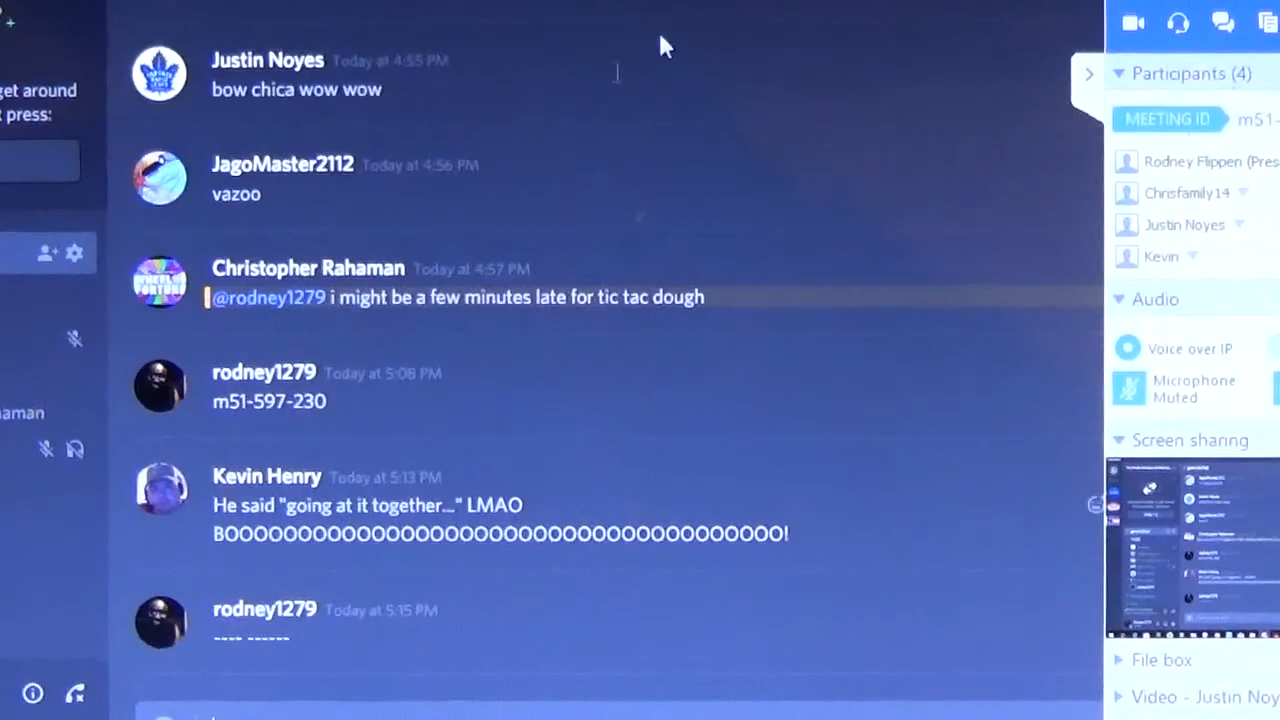 get around
t press:
aman
Justin Noyes Today at 4:55 PM
bow chica wow wow
JagoMaster2112 Today at 4:56 PM
vazoo
Christopher Rahaman Today at 4:57 PM
@rodney1279 i might be a few minutes late for tic tac dough
rodney1279 Today at 5:08 PM
m51-597-230
Kevin Henry Today at 5:13 PM
He said "going at it together...." LMAO
BOOOOOOOOOOOOOOOOOOOOOOOOOOOOOOOOOOOOOO!
rodney1279 Today at 5:15 PM
---- ------
Participants (4)
MEETING ID m51-
Rodney Flippen (Pres
Chrisfamily14
Justin Noyes
Kevin
Audio
Voice over IP
Microphone
Muted
Screen sharing
File box
Video - Justin Noy